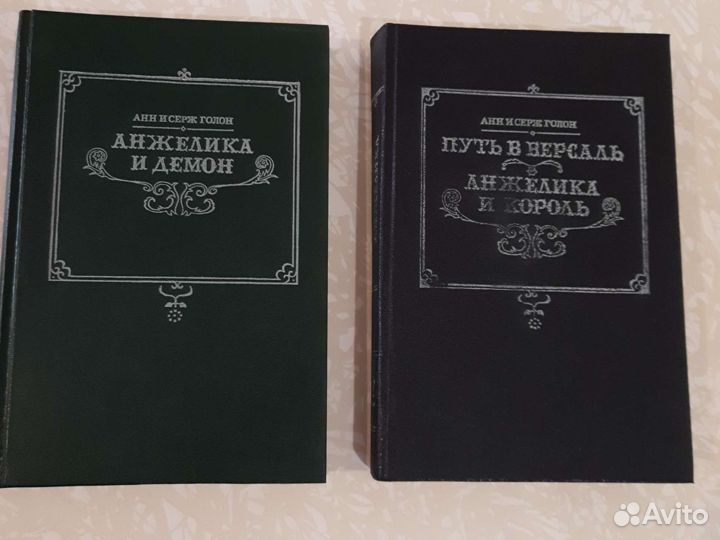 АНН И СЕРЖ ГОЛОН
АНЖЕЛИКА
И ДЕМОН
АНН И СЕРЖ ГОЛОН
ПУТЬ В ВЕРСАЛЬ
АНЖЕЛИКА
И КОРОЛЬ
Avito